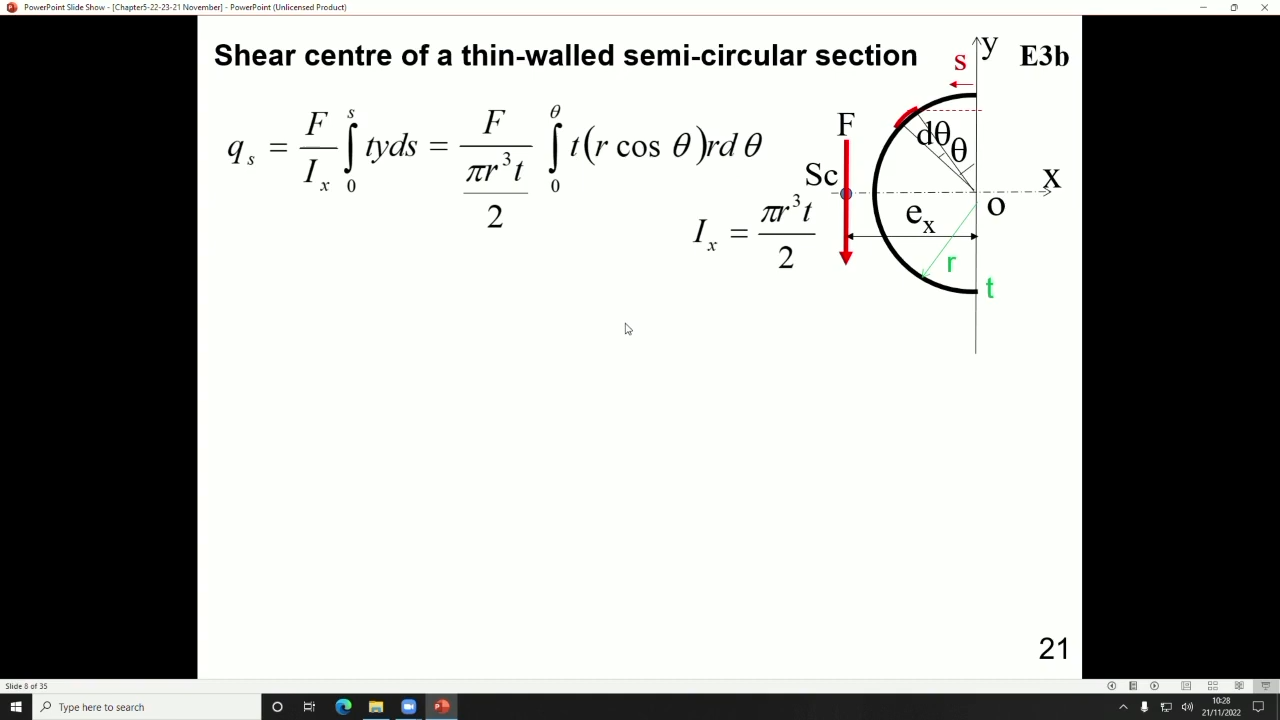 PowerPoint Slide Show - [Chapter5-22-23-21 November] - PowerPoint (Unlicensed Product)
Shear centre of a thin-walled semi-circular section
E3b
y
s
q_s = F/I_x ∫_0^s tyds = F/(πr³t/2) ∫_0^θ t(r cos θ)rdθ
F
dθ
θ
Sc
x
o
e_x
I_x = πr³t/2
r
t
21
Slide 8 of 35
Type here to search
10:28
21/11/2022